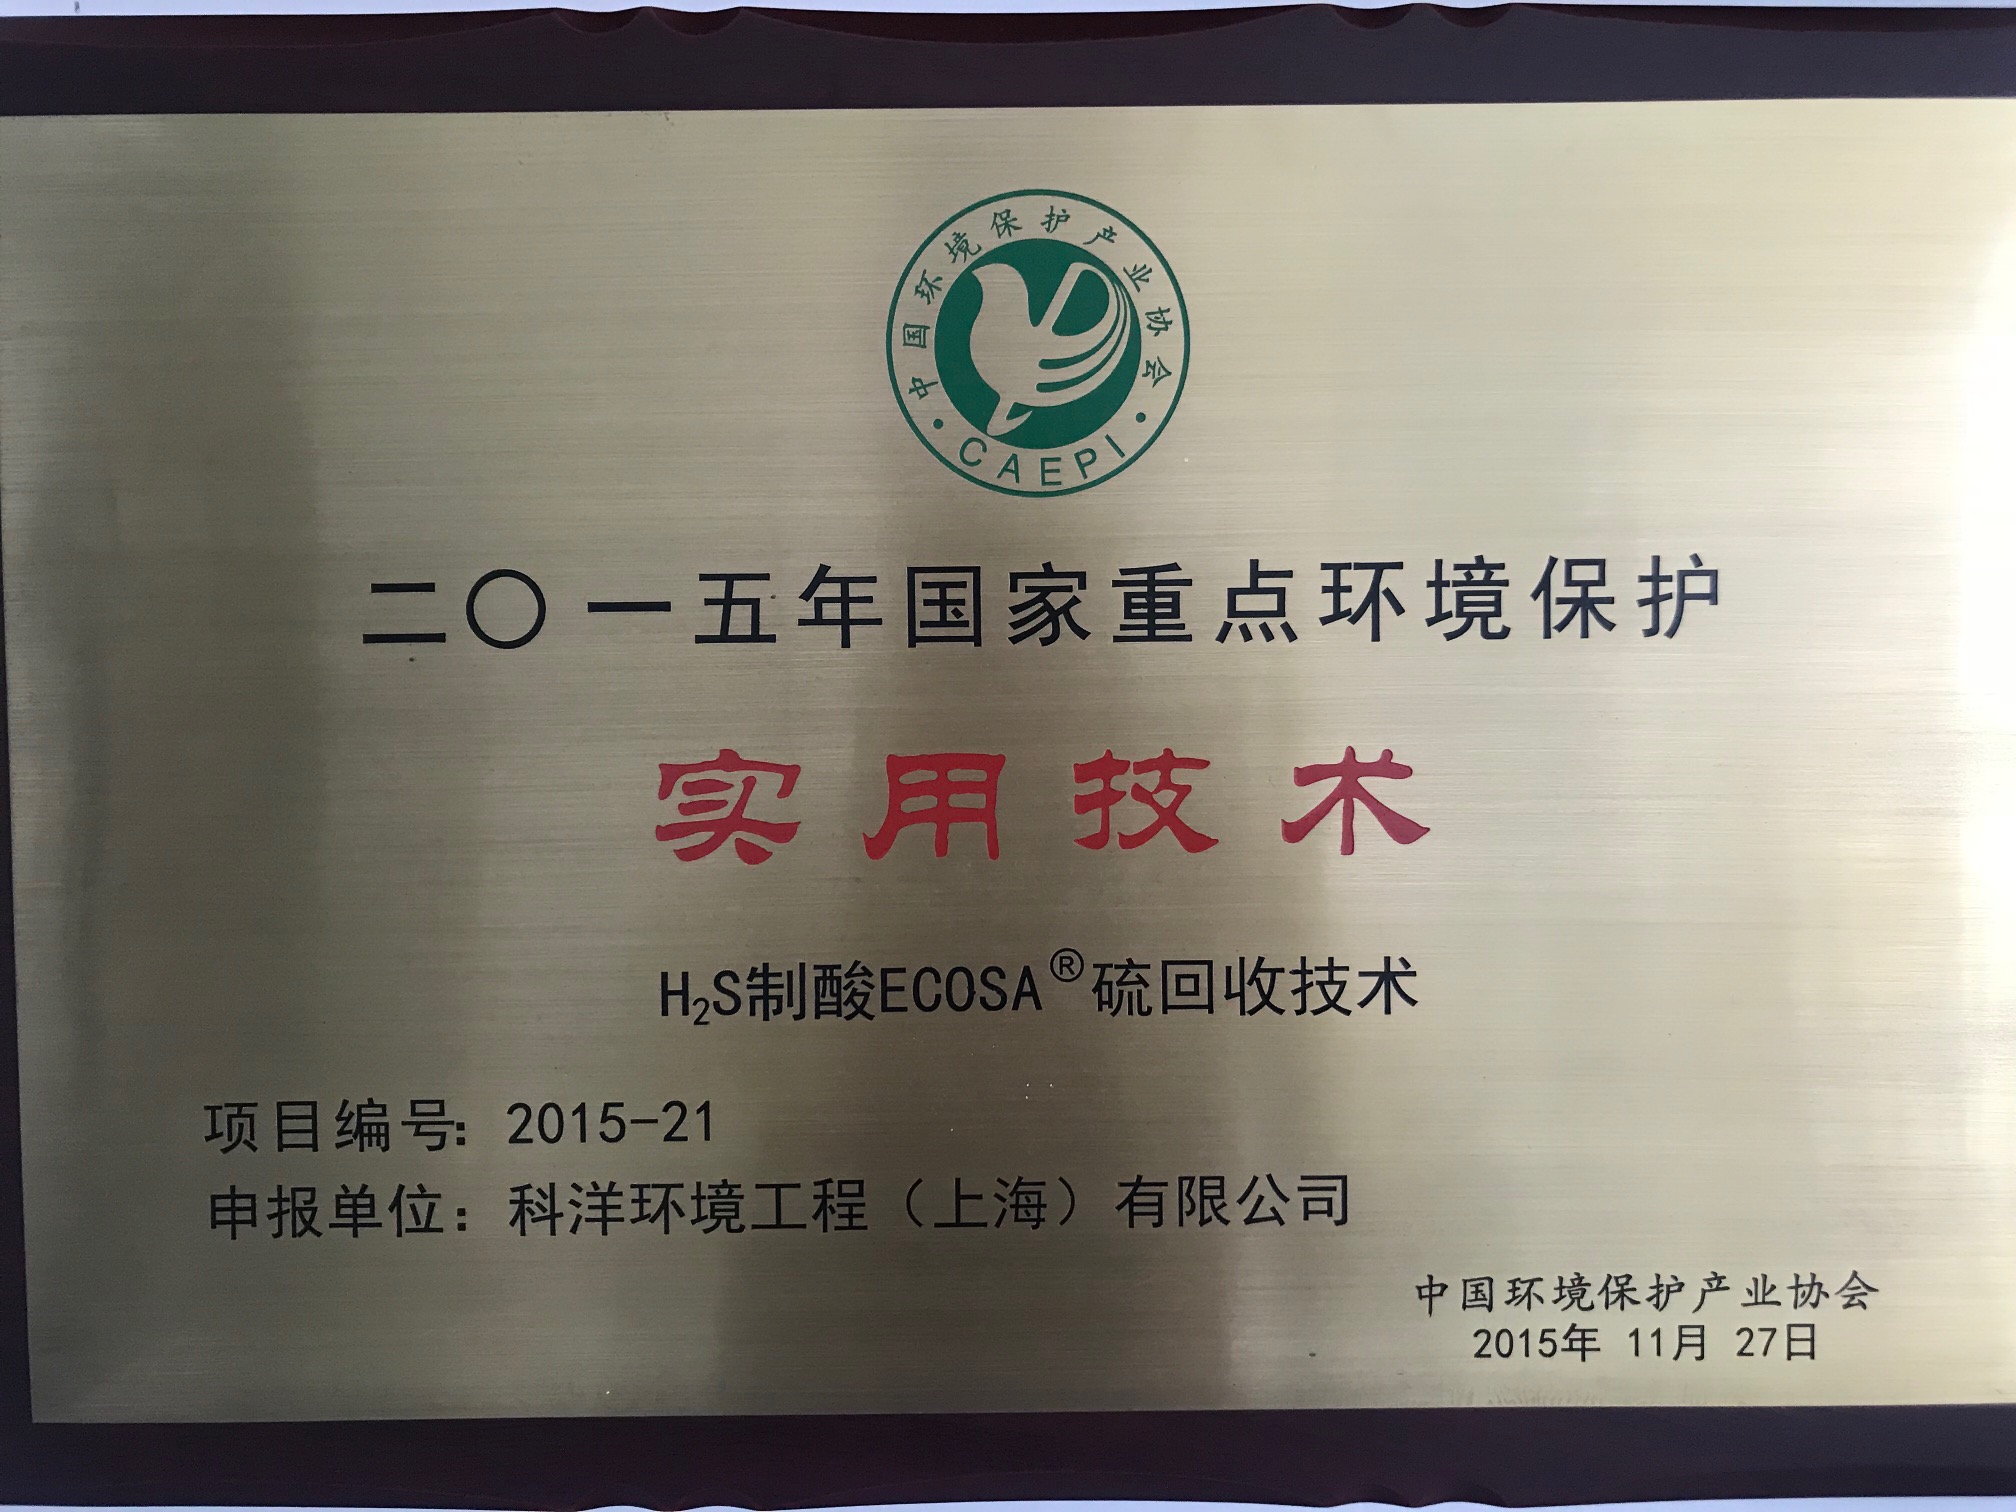 中国环境保护产业协会
·CAEPI·
二〇一五年国家重点环境保护
实用技术
H₂S制酸ECOSA®硫回收技术
项目编号：2015-21
申报单位：科洋环境工程（上海）有限公司
中国环境保护产业协会
2015年 11月 27日